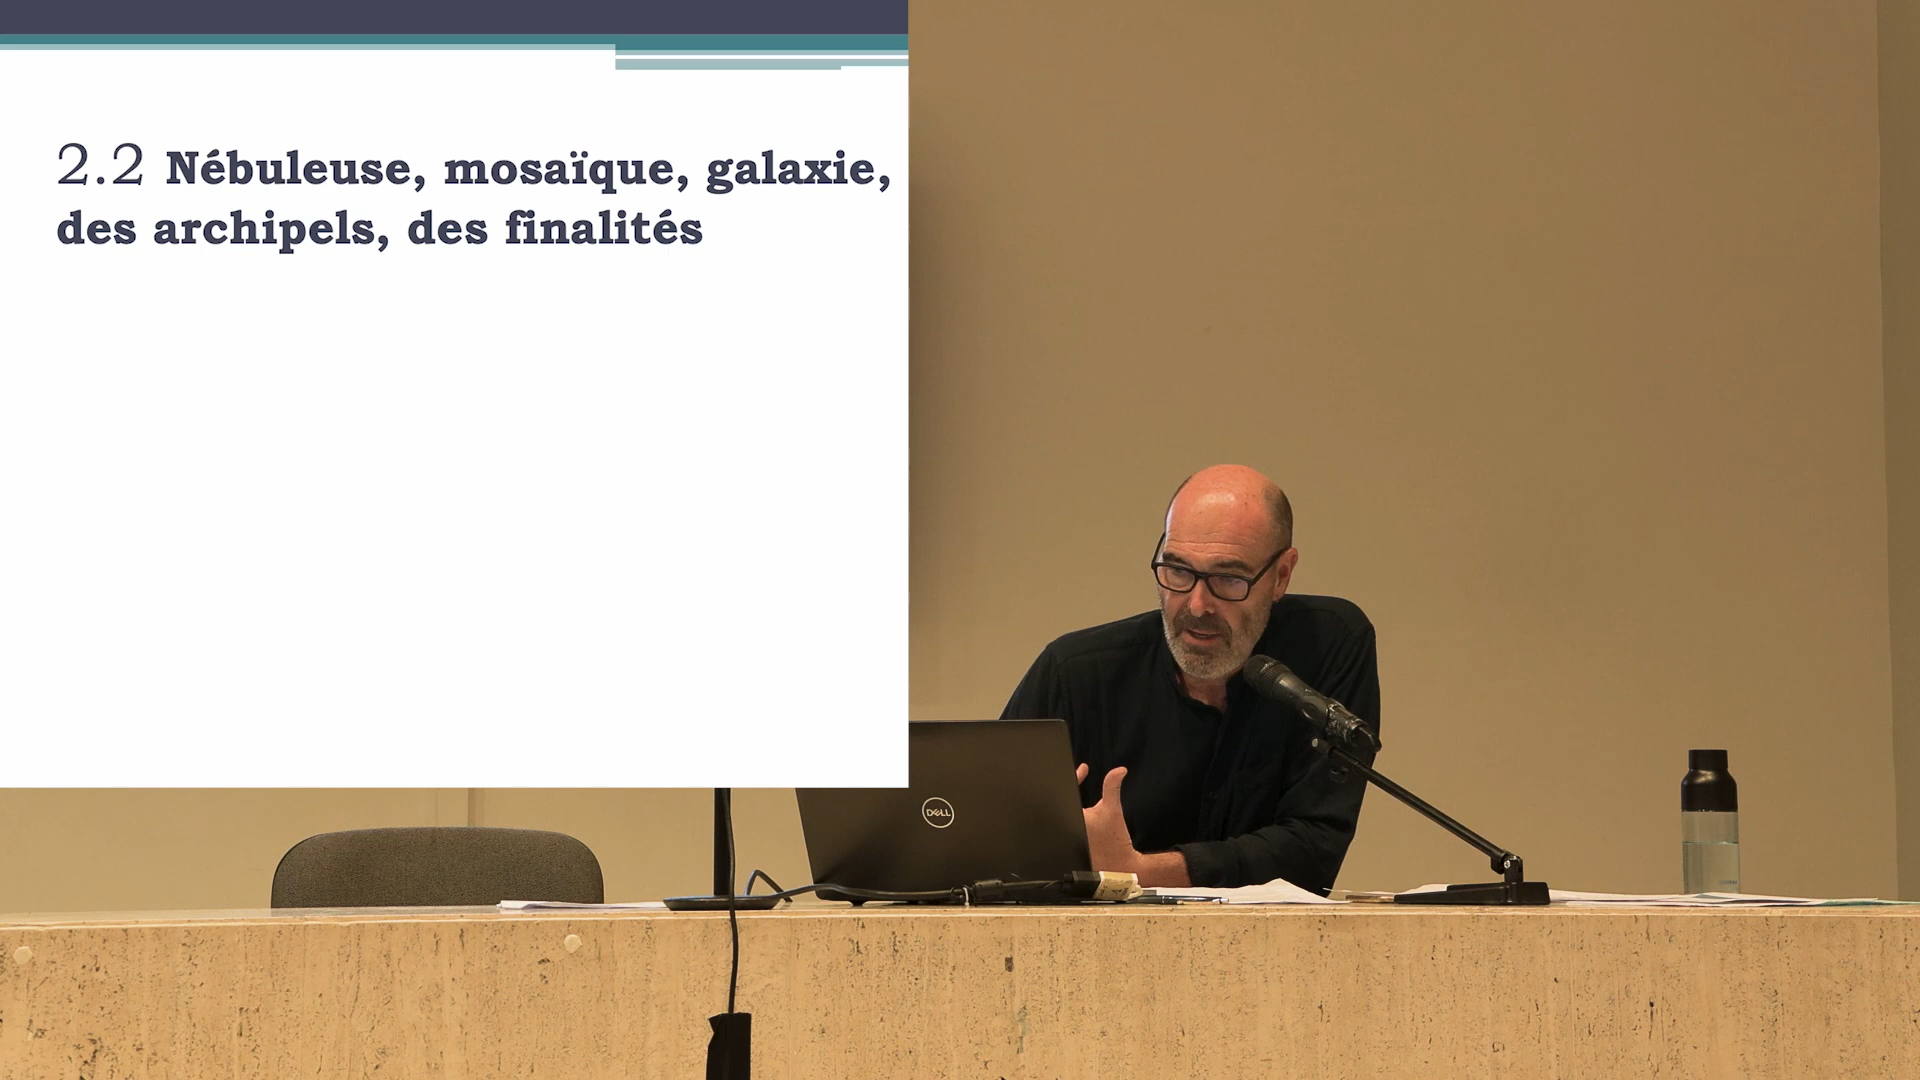 2.2 Nébuleuse, mosaïque, galaxie,
des archipels, des finalités
DELL